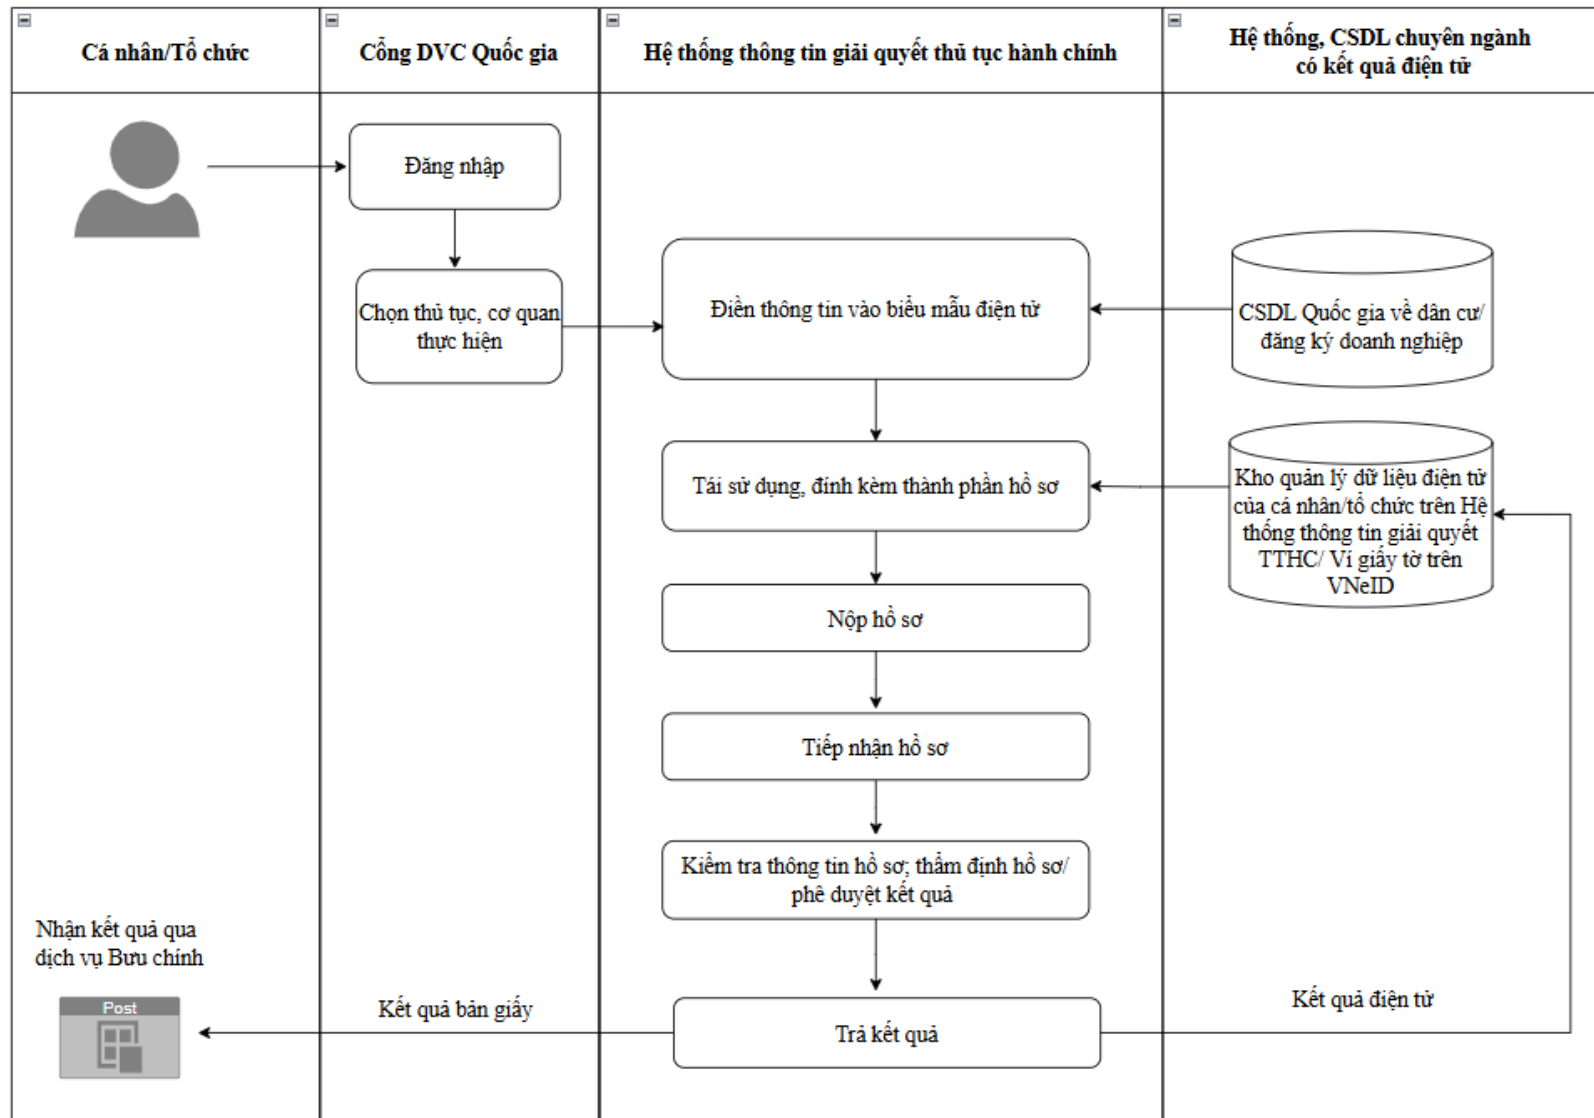 Cá nhân/Tổ chức
Cổng DVC Quốc gia
Hệ thống thông tin giải quyết thủ tục hành chính
Hệ thống, CSDL chuyên ngành
có kết quả điện tử
Đăng nhập
Chọn thủ tục, cơ quan
thực hiện
Điền thông tin vào biểu mẫu điện tử
CSDL Quốc gia về dân cư/
đăng ký doanh nghiệp
Tái sử dụng, đính kèm thành phần hồ sơ
Kho quản lý dữ liệu điện tử
của cá nhân/tổ chức trên Hệ
thống thông tin giải quyết
TTHC/ Ví giấy tờ trên
VNeID
Nộp hồ sơ
Tiếp nhận hồ sơ
Kiểm tra thông tin hồ sơ; thẩm định hồ sơ/
phê duyệt kết quả
Nhận kết quả qua
dịch vụ Bưu chính
Post
Kết quả bản giấy
Trả kết quả
Kết quả điện tử